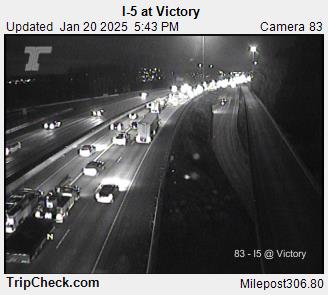 I-5 at Victory
Updated Jan 20 2025 5:43 PM Camera 83
T
N
83 - I5 @ Victory
TripCheck.com Milepost306.80